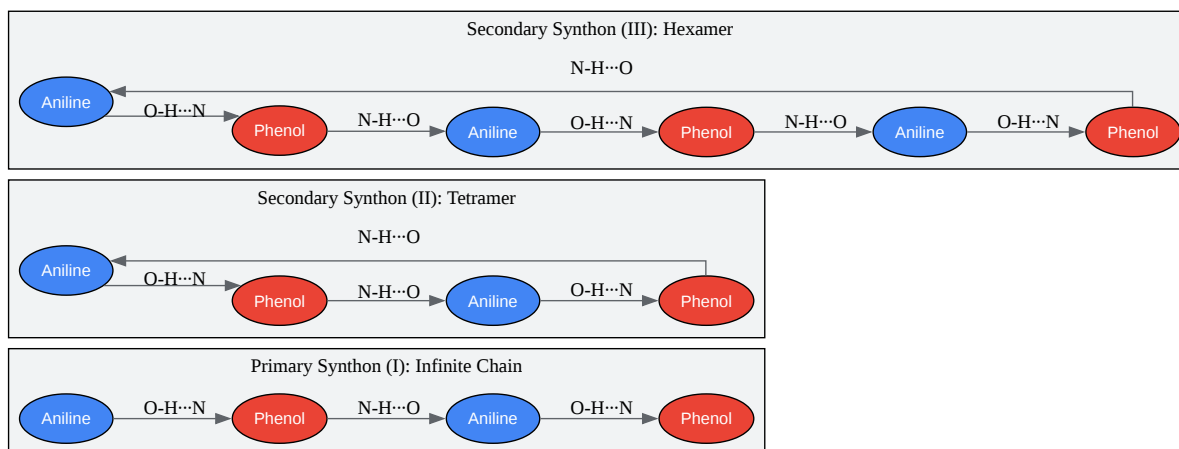 Secondary Synthon (III): Hexamer
N-H···O
Aniline
O-H···N
Phenol
N-H···O
Aniline
O-H···N
Phenol
N-H···O
Aniline
O-H···N
Phenol
Secondary Synthon (II): Tetramer
N-H···O
Aniline
O-H···N
Phenol
N-H···O
Aniline
O-H···N
Phenol
Primary Synthon (I): Infinite Chain
Aniline
O-H···N
Phenol
N-H···O
Aniline
O-H···N
Phenol